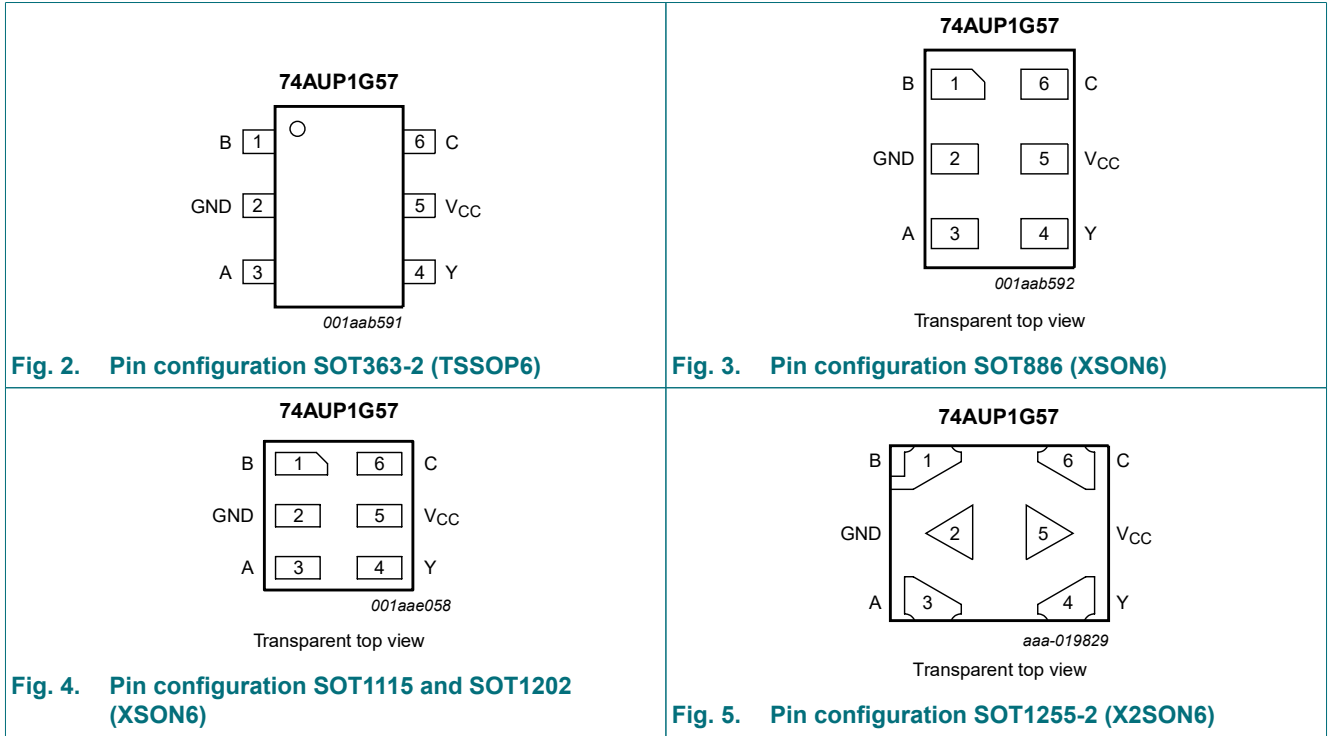 74AUP1G57
B 1 6 C
GND 2 5 VCC
A 3 4 Y
001aab591
Fig. 2. Pin configuration SOT363-2 (TSSOP6)
74AUP1G57
B 1 6 C
GND 2 5 VCC
A 3 4 Y
001aab592
Transparent top view
Fig. 3. Pin configuration SOT886 (XSON6)
74AUP1G57
B 1 6 C
GND 2 5 VCC
A 3 4 Y
001aae058
Transparent top view
Fig. 4. Pin configuration SOT1115 and SOT1202
(XSON6)
74AUP1G57
B 1 6 C
GND 2 5 VCC
A 3 4 Y
aaa-019829
Transparent top view
Fig. 5. Pin configuration SOT1255-2 (X2SON6)